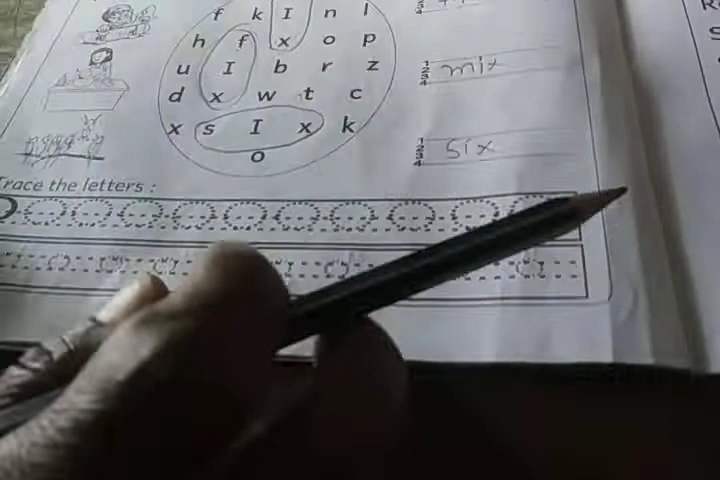 f k I n l
h f x o p
u I b r z
d x w t c
x s I x k
o
mix
six
Trace the letters :